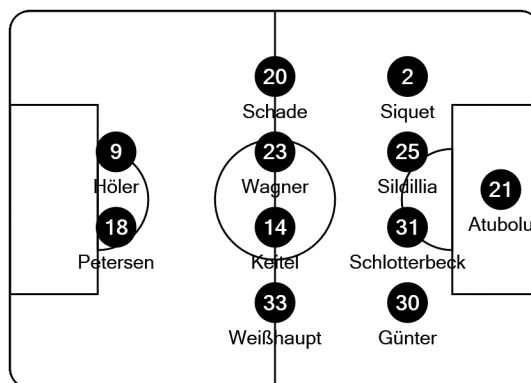 20
Schade
2
Siquet
9
Höler
23
Wagner
25
Sildillia
21
Atubolu
18
Petersen
14
Keitel
31
Schlotterbeck
33
Weißhaupt
30
Günter